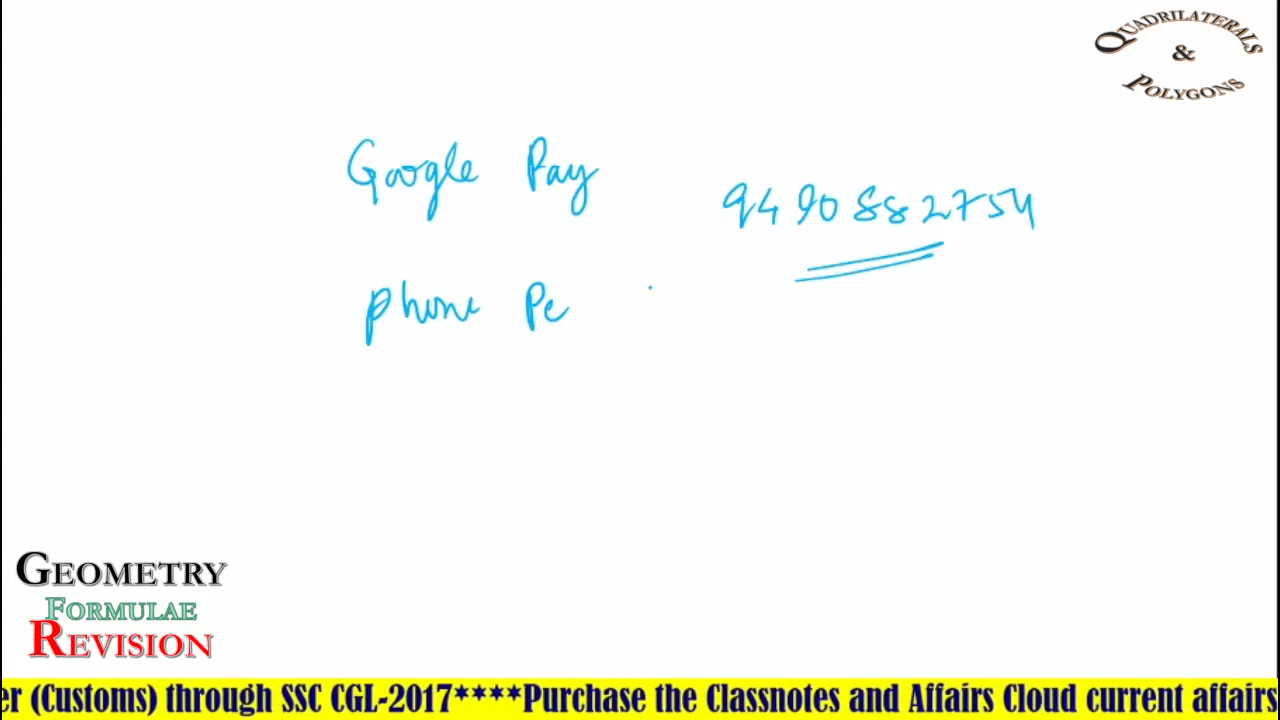 QUADRILATERALS
&
POLYGONS
Google Pay
9490882754
phone Pe
GEOMETRY
FORMULAE
REVISION
er (Customs) through SSC CGL-2017****Purchase the Classnotes and Affairs Cloud current affairs